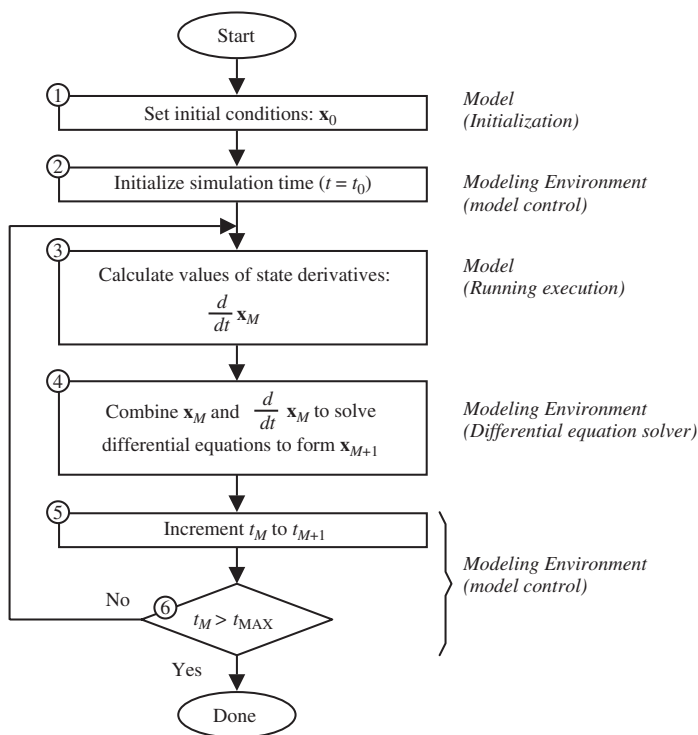 Start
1
Set initial conditions: x0
Model
(Initialization)
2
Initialize simulation time (t = t0)
Modeling Environment
(model control)
3
Calculate values of state derivatives:
d
dt
xM
Model
(Running execution)
4
Combine xM and d/dt xM to solve
differential equations to form xM+1
Modeling Environment
(Differential equation solver)
5
Increment tM to tM+1
Modeling Environment
(model control)
No
6
tM > tMAX
Yes
Done